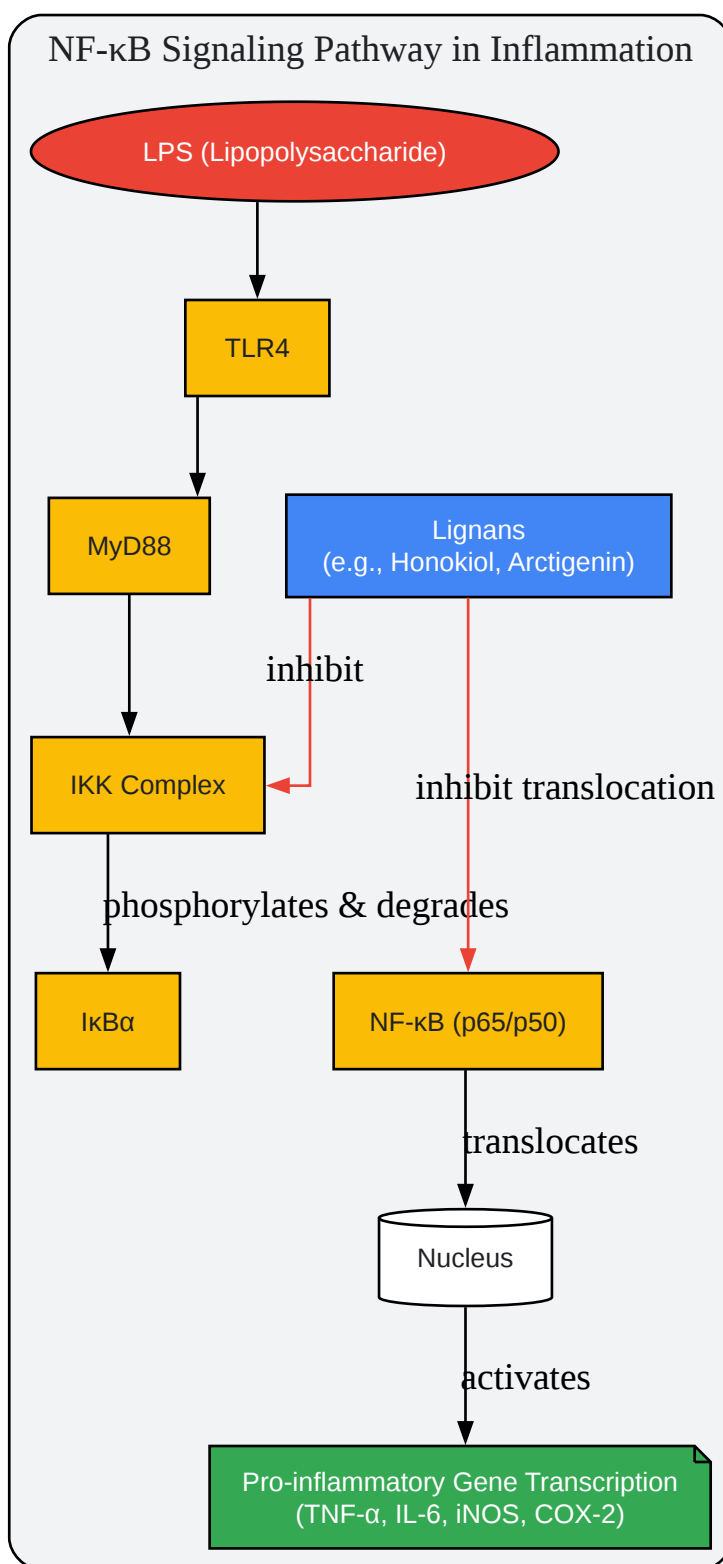 NF-κB Signaling Pathway in Inflammation
LPS (Lipopolysaccharide)
TLR4
MyD88
Lignans
(e.g., Honokiol, Arctigenin)
inhibit
IKK Complex
inhibit translocation
phosphorylates & degrades
IκBα
NF-κB (p65/p50)
translocates
Nucleus
activates
Pro-inflammatory Gene Transcription
(TNF-α, IL-6, iNOS, COX-2)